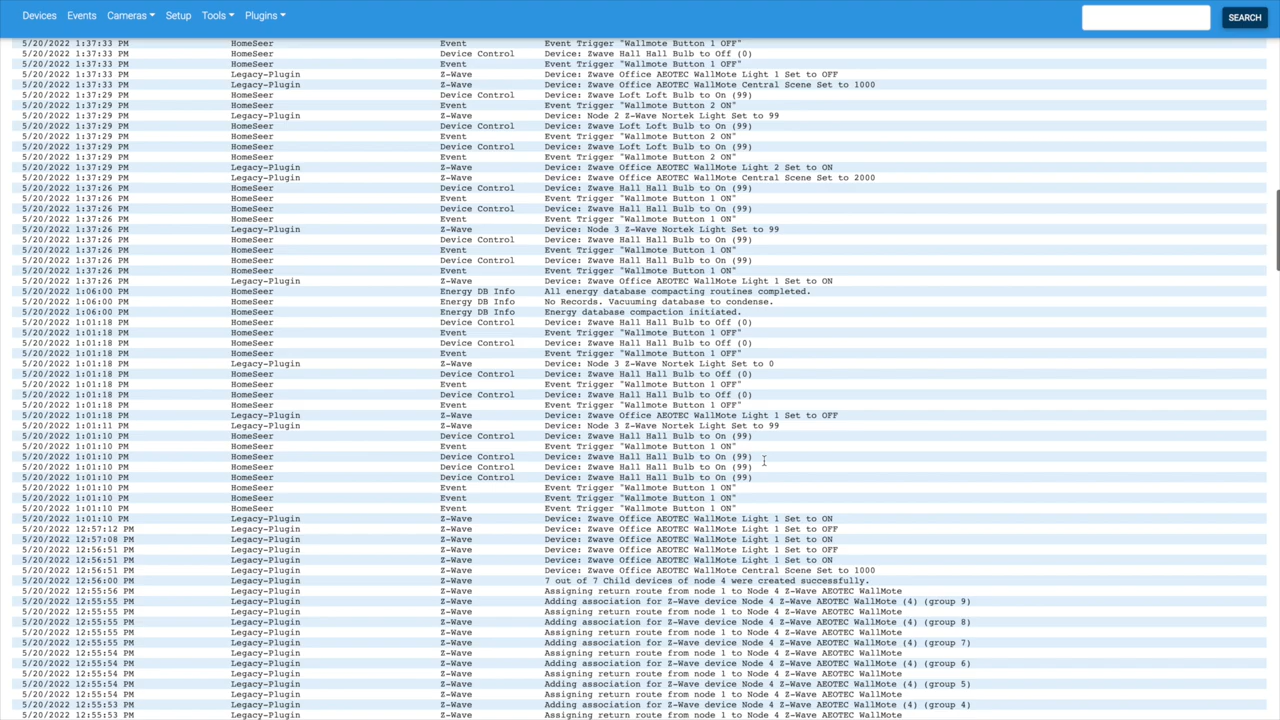 Devices Events Cameras Setup Tools Plugins SEARCH
5/20/2022 1:37:33 PM HomeSeer Event Event Trigger "Wallmote Button 1 OFF"
5/20/2022 1:37:33 PM HomeSeer Device Control Device: Zwave Hall Hall Bulb to Off (0)
5/20/2022 1:37:33 PM HomeSeer Event Event Trigger "Wallmote Button 1 OFF"
5/20/2022 1:37:33 PM Legacy-Plugin Z-Wave Device: Zwave Office AEOTEC WallMote Light 1 Set to OFF
5/20/2022 1:37:33 PM Legacy-Plugin Z-Wave Device: Zwave Office AEOTEC WallMote Central Scene Set to 1000
5/20/2022 1:37:29 PM HomeSeer Device Control Device: Zwave Loft Loft Bulb to On (99)
5/20/2022 1:37:29 PM HomeSeer Event Event Trigger "Wallmote Button 2 ON"
5/20/2022 1:37:29 PM Legacy-Plugin Z-Wave Device: Node 2 Z-Wave Nortek Light Set to 99
5/20/2022 1:37:29 PM HomeSeer Device Control Device: Zwave Loft Loft Bulb to On (99)
5/20/2022 1:37:29 PM HomeSeer Event Event Trigger "Wallmote Button 2 ON"
5/20/2022 1:37:29 PM HomeSeer Device Control Device: Zwave Loft Loft Bulb to On (99)
5/20/2022 1:37:29 PM HomeSeer Event Event Trigger "Wallmote Button 2 ON"
5/20/2022 1:37:29 PM Legacy-Plugin Z-Wave Device: Zwave Office AEOTEC WallMote Light 2 Set to ON
5/20/2022 1:37:29 PM Legacy-Plugin Z-Wave Device: Zwave Office AEOTEC WallMote Central Scene Set to 2000
5/20/2022 1:37:26 PM HomeSeer Device Control Device: Zwave Hall Hall Bulb to On (99)
5/20/2022 1:37:26 PM HomeSeer Event Event Trigger "Wallmote Button 1 ON"
5/20/2022 1:37:26 PM HomeSeer Device Control Device: Zwave Hall Hall Bulb to On (99)
5/20/2022 1:37:26 PM HomeSeer Event Event Trigger "Wallmote Button 1 ON"
5/20/2022 1:37:26 PM Legacy-Plugin Z-Wave Device: Node 3 Z-Wave Nortek Light Set to 99
5/20/2022 1:37:26 PM HomeSeer Device Control Device: Zwave Hall Hall Bulb to On (99)
5/20/2022 1:37:26 PM HomeSeer Event Event Trigger "Wallmote Button 1 ON"
5/20/2022 1:37:26 PM HomeSeer Device Control Device: Zwave Hall Hall Bulb to On (99)
5/20/2022 1:37:26 PM HomeSeer Event Event Trigger "Wallmote Button 1 ON"
5/20/2022 1:37:26 PM Legacy-Plugin Z-Wave Device: Zwave Office AEOTEC WallMote Light 1 Set to ON
5/20/2022 1:06:00 PM HomeSeer Energy DB Info All energy database compacting routines completed.
5/20/2022 1:06:00 PM HomeSeer Energy DB Info No Records. Vacuuming database to condense.
5/20/2022 1:06:00 PM HomeSeer Energy DB Info Energy database compaction initiated.
5/20/2022 1:01:18 PM HomeSeer Device Control Device: Zwave Hall Hall Bulb to Off (0)
5/20/2022 1:01:18 PM HomeSeer Event Event Trigger "Wallmote Button 1 OFF"
5/20/2022 1:01:18 PM HomeSeer Device Control Device: Zwave Hall Hall Bulb to Off (0)
5/20/2022 1:01:18 PM HomeSeer Event Event Trigger "Wallmote Button 1 OFF"
5/20/2022 1:01:18 PM Legacy-Plugin Z-Wave Device: Node 3 Z-Wave Nortek Light Set to 0
5/20/2022 1:01:18 PM HomeSeer Device Control Device: Zwave Hall Hall Bulb to Off (0)
5/20/2022 1:01:18 PM HomeSeer Event Event Trigger "Wallmote Button 1 OFF"
5/20/2022 1:01:18 PM HomeSeer Device Control Device: Zwave Hall Hall Bulb to Off (0)
5/20/2022 1:01:18 PM HomeSeer Event Event Trigger "Wallmote Button 1 OFF"
5/20/2022 1:01:18 PM Legacy-Plugin Z-Wave Device: Zwave Office AEOTEC WallMote Light 1 Set to OFF
5/20/2022 1:01:11 PM Legacy-Plugin Z-Wave Device: Node 3 Z-Wave Nortek Light Set to 99
5/20/2022 1:01:10 PM HomeSeer Device Control Device: Zwave Hall Hall Bulb to On (99)
5/20/2022 1:01:10 PM HomeSeer Event Event Trigger "Wallmote Button 1 ON"
5/20/2022 1:01:10 PM HomeSeer Device Control Device: Zwave Hall Hall Bulb to On (99)
5/20/2022 1:01:10 PM HomeSeer Device Control Device: Zwave Hall Hall Bulb to On (99)
5/20/2022 1:01:10 PM HomeSeer Device Control Device: Zwave Hall Hall Bulb to On (99)
5/20/2022 1:01:10 PM HomeSeer Event Event Trigger "Wallmote Button 1 ON"
5/20/2022 1:01:10 PM HomeSeer Event Event Trigger "Wallmote Button 1 ON"
5/20/2022 1:01:10 PM HomeSeer Event Event Trigger "Wallmote Button 1 ON"
5/20/2022 1:01:10 PM Legacy-Plugin Z-Wave Device: Zwave Office AEOTEC WallMote Light 1 Set to ON
5/20/2022 12:57:12 PM Legacy-Plugin Z-Wave Device: Zwave Office AEOTEC WallMote Light 1 Set to OFF
5/20/2022 12:57:08 PM Legacy-Plugin Z-Wave Device: Zwave Office AEOTEC WallMote Light 1 Set to ON
5/20/2022 12:56:51 PM Legacy-Plugin Z-Wave Device: Zwave Office AEOTEC WallMote Light 1 Set to OFF
5/20/2022 12:56:51 PM Legacy-Plugin Z-Wave Device: Zwave Office AEOTEC WallMote Light 1 Set to ON
5/20/2022 12:56:51 PM Legacy-Plugin Z-Wave Device: Zwave Office AEOTEC WallMote Central Scene Set to 1000
5/20/2022 12:56:00 PM Legacy-Plugin Z-Wave 7 out of 7 Child devices of node 4 were created successfully.
5/20/2022 12:55:56 PM Legacy-Plugin Z-Wave Assigning return route from node 1 to Node 4 Z-Wave AEOTEC WallMote
5/20/2022 12:55:55 PM Legacy-Plugin Z-Wave Adding association for Z-Wave device Node 4 Z-Wave AEOTEC WallMote (4) (group 9)
5/20/2022 12:55:55 PM Legacy-Plugin Z-Wave Assigning return route from node 1 to Node 4 Z-Wave AEOTEC WallMote
5/20/2022 12:55:55 PM Legacy-Plugin Z-Wave Adding association for Z-Wave device Node 4 Z-Wave AEOTEC WallMote (4) (group 8)
5/20/2022 12:55:55 PM Legacy-Plugin Z-Wave Assigning return route from node 1 to Node 4 Z-Wave AEOTEC WallMote
5/20/2022 12:55:55 PM Legacy-Plugin Z-Wave Adding association for Z-Wave device Node 4 Z-Wave AEOTEC WallMote (4) (group 7)
5/20/2022 12:55:54 PM Legacy-Plugin Z-Wave Assigning return route from node 1 to Node 4 Z-Wave AEOTEC WallMote
5/20/2022 12:55:54 PM Legacy-Plugin Z-Wave Adding association for Z-Wave device Node 4 Z-Wave AEOTEC WallMote (4) (group 6)
5/20/2022 12:55:54 PM Legacy-Plugin Z-Wave Assigning return route from node 1 to Node 4 Z-Wave AEOTEC WallMote
5/20/2022 12:55:54 PM Legacy-Plugin Z-Wave Adding association for Z-Wave device Node 4 Z-Wave AEOTEC WallMote (4) (group 5)
5/20/2022 12:55:54 PM Legacy-Plugin Z-Wave Assigning return route from node 1 to Node 4 Z-Wave AEOTEC WallMote
5/20/2022 12:55:53 PM Legacy-Plugin Z-Wave Adding association for Z-Wave device Node 4 Z-Wave AEOTEC WallMote (4) (group 4)
5/20/2022 12:55:53 PM Legacy-Plugin Z-Wave Assigning return route from node 1 to Node 4 Z-Wave AEOTEC WallMote